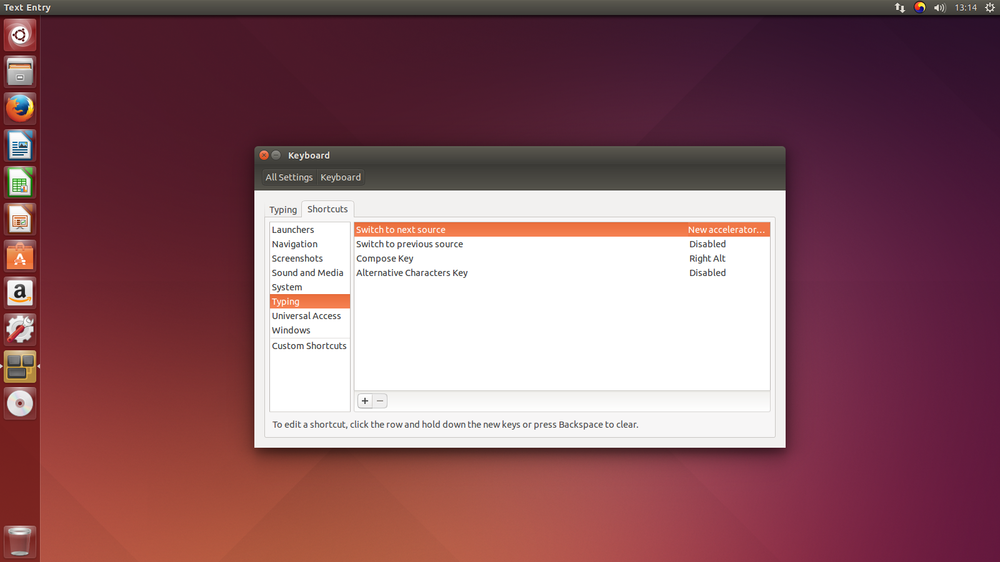 Text Entry
13:14
Keyboard
All Settings Keyboard
Typing Shortcuts
Launchers
Navigation
Screenshots
Sound and Media
System
Typing
Universal Access
Windows
Custom Shortcuts
Switch to next source New accelerator...
Switch to previous source Disabled
Compose Key Right Alt
Alternative Characters Key Disabled
To edit a shortcut, click the row and hold down the new keys or press Backspace to clear.